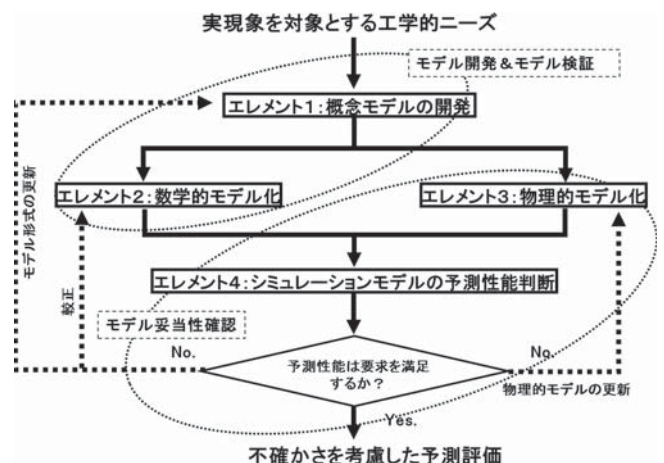 実現象を対象とする工学的ニーズ
モデル開発＆モデル検証
エレメント1：概念モデルの開発
エレメント2：数学的モデル化
エレメント3：物理的モデル化
モデル形式の更新
較正
エレメント4：シミュレーションモデルの予測性能判断
モデル妥当性確認
No.
予測性能は要求を満足
するか？
No.
物理的モデルの更新
Yes.
不確かさを考慮した予測評価